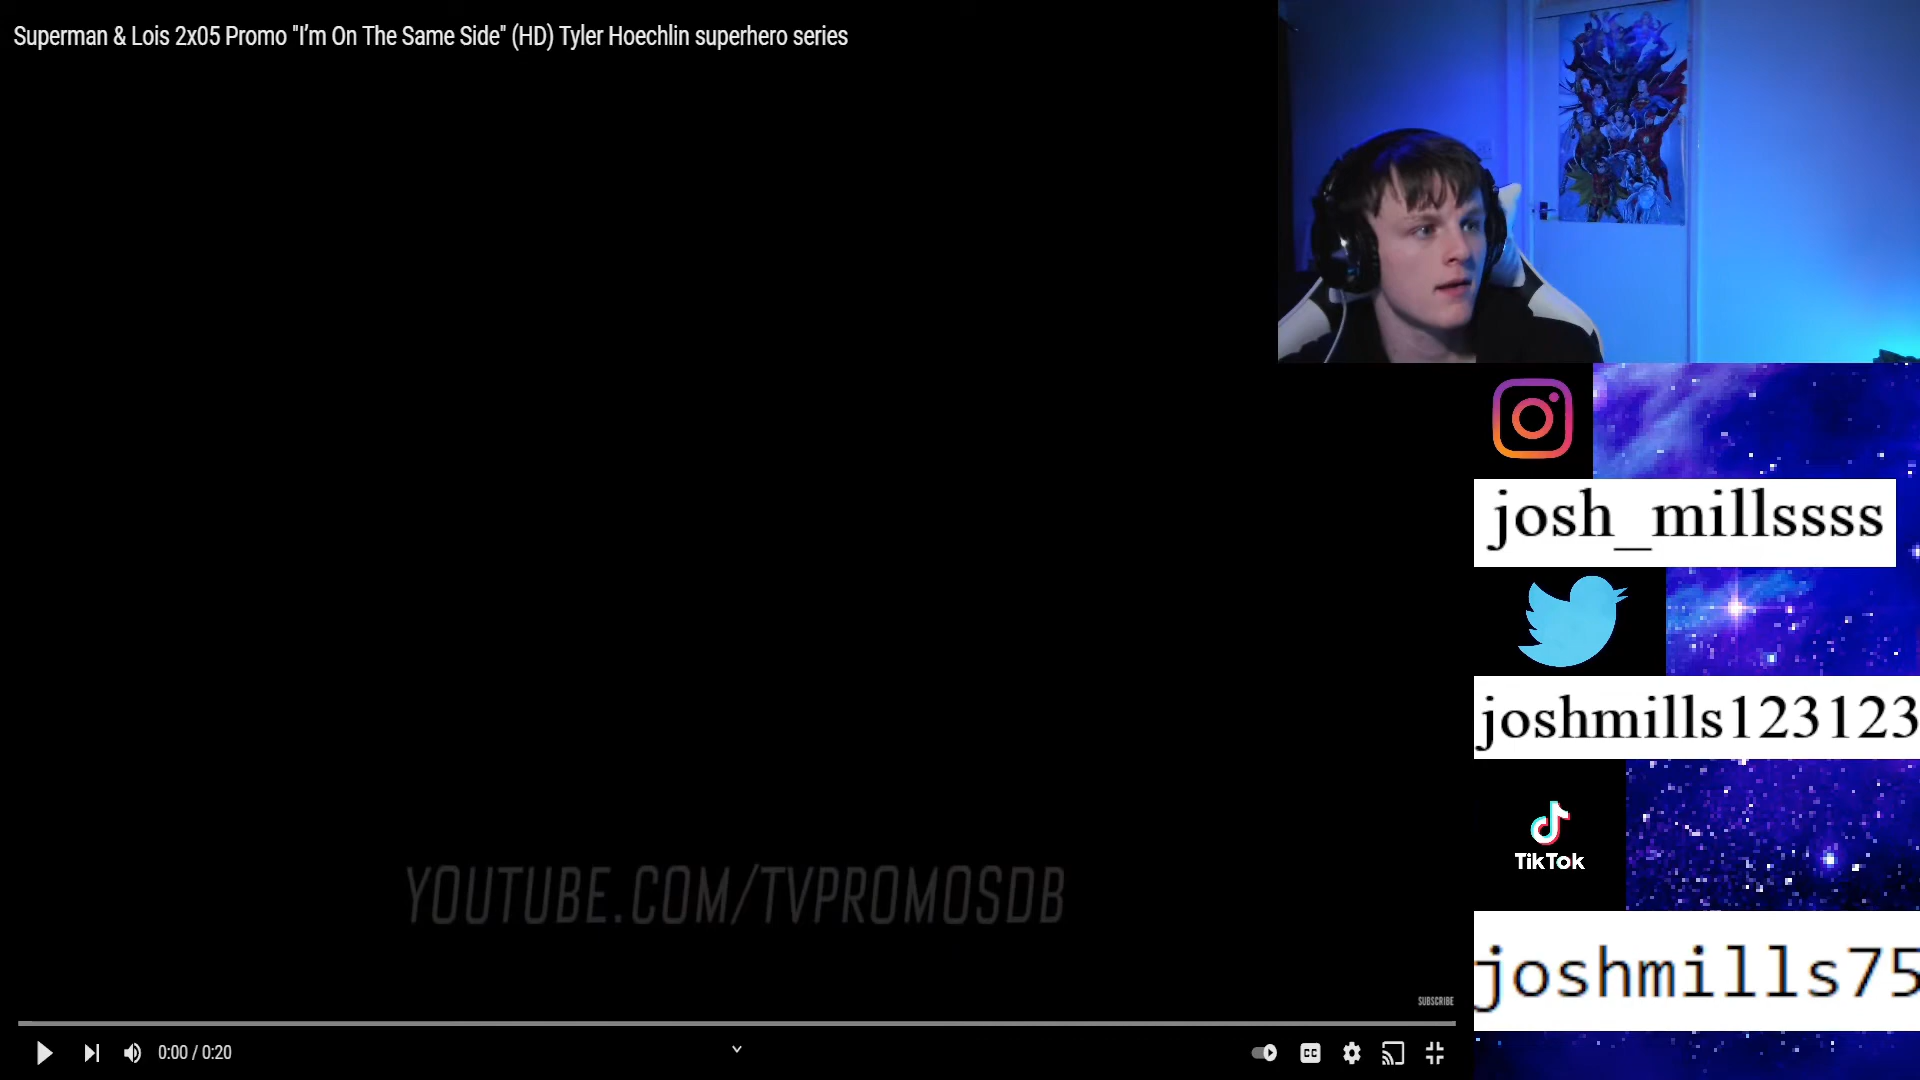 Superman & Lois 2x05 Promo "I’m On The Same Side" (HD) Tyler Hoechlin superhero series
josh_millssss
joshmills123123
TikTok
joshmills75
YOUTUBE.COM/TVPROMOSDB
SUBSCRIBE
0:00 / 0:20
CC